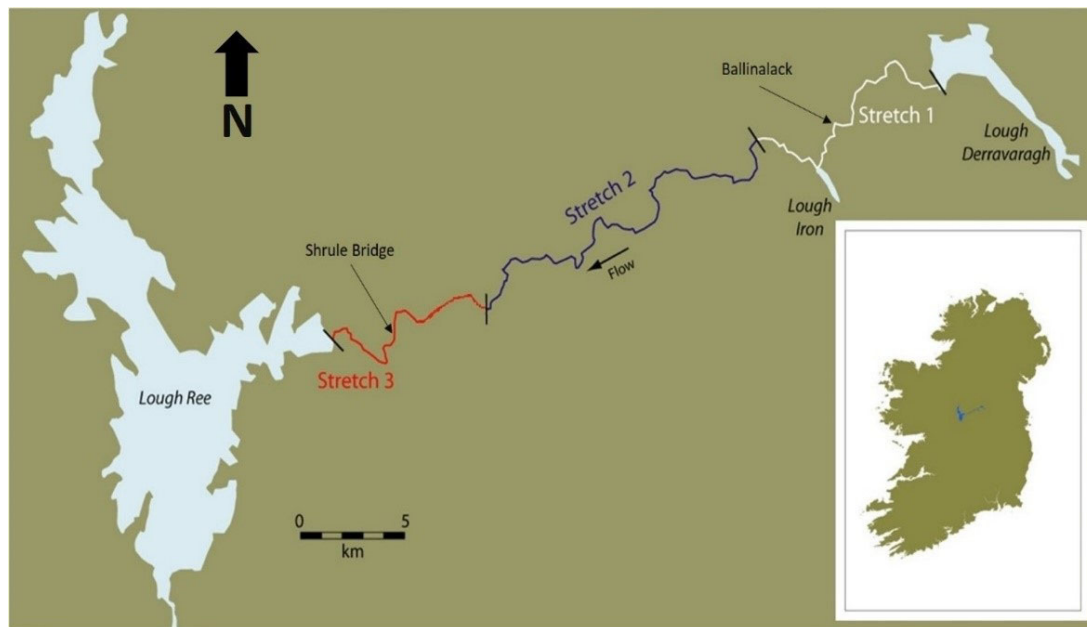 N
Ballinalack
Stretch 1
Lough
Derravaragh
Stretch 2
Lough
Iron
Flow
Shrule Bridge
Stretch 3
Lough Ree
0 5
km